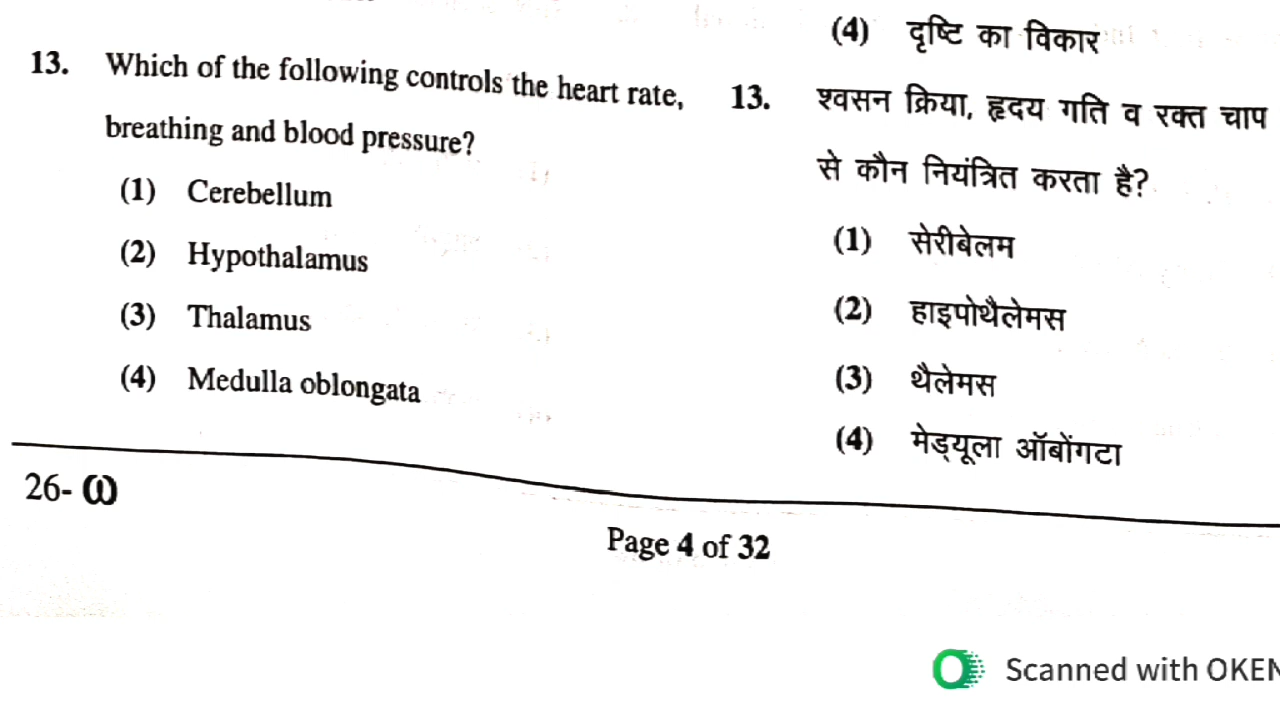 (4) दृष्टि का विकार
13. Which of the following controls the heart rate,
breathing and blood pressure?
(1) Cerebellum
(2) Hypothalamus
(3) Thalamus
(4) Medulla oblongata
13. श्वसन क्रिया, हृदय गति व रक्त चाप
से कौन नियंत्रित करता है?
(1) सेरीबेलम
(2) हाइपोथैलेमस
(3) थैलेमस
(4) मेड्यूला ऑबोंगटा
26- ω
Page 4 of 32
Scanned with OKEN